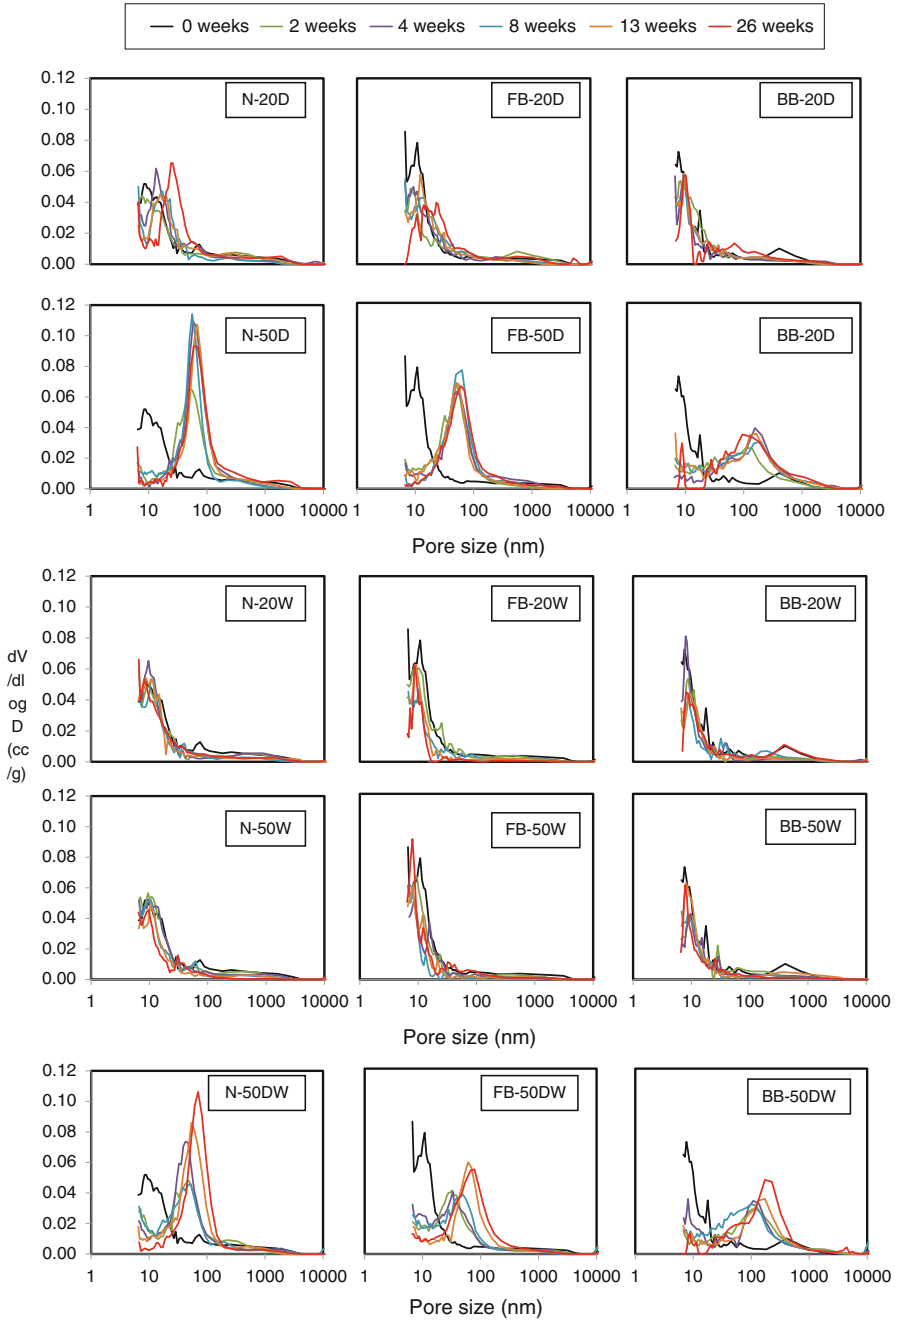 0 weeks 2 weeks 4 weeks 8 weeks 13 weeks 26 weeks
0.12
0.10
0.08
0.06
0.04
0.02
0.00
N-20D
FB-20D
BB-20D
0.12
0.10
0.08
0.06
0.04
0.02
0.00
N-50D
FB-50D
BB-20D
1 10 100 1000 10000
1 10 100 1000 10000
1 10 100 1000 10000
Pore size (nm)
dV
/dl
og
D
(cc
/g)
0.12
0.10
0.08
0.06
0.04
0.02
0.00
N-20W
FB-20W
BB-20W
0.12
0.10
0.08
0.06
0.04
0.02
0.00
N-50W
FB-50W
BB-50W
1 10 100 1000 10000
1 10 100 1000 10000
1 10 100 1000 10000
Pore size (nm)
0.12
0.10
0.08
0.06
0.04
0.02
0.00
N-50DW
FB-50DW
BB-50DW
1 10 100 1000 10000
1 10 100 1000 10000
1 10 100 1000 10000
Pore size (nm)